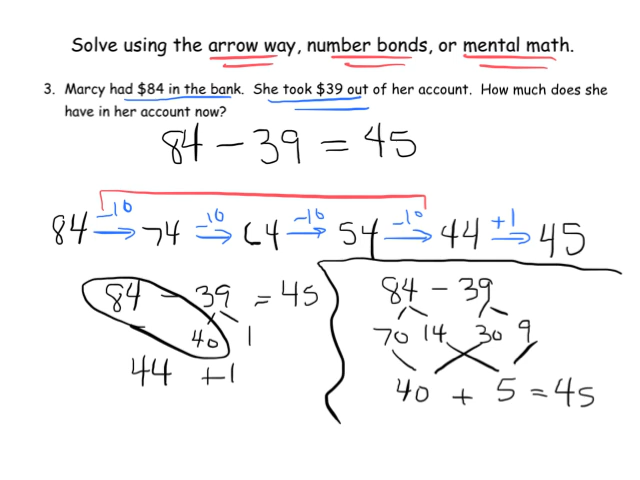 Solve using the arrow way, number bonds, or mental math.
3. Marcy had $84 in the bank. She took $39 out of her account. How much does she
have in her account now?
84 – 39 = 45
-10 -10 -10 -10 +1
84 → 74 → 64 → 54 → 44 → 45
84 – 39 = 45
40 1
44 +1
84 – 39
70 14 30 9
40 + 5 = 45